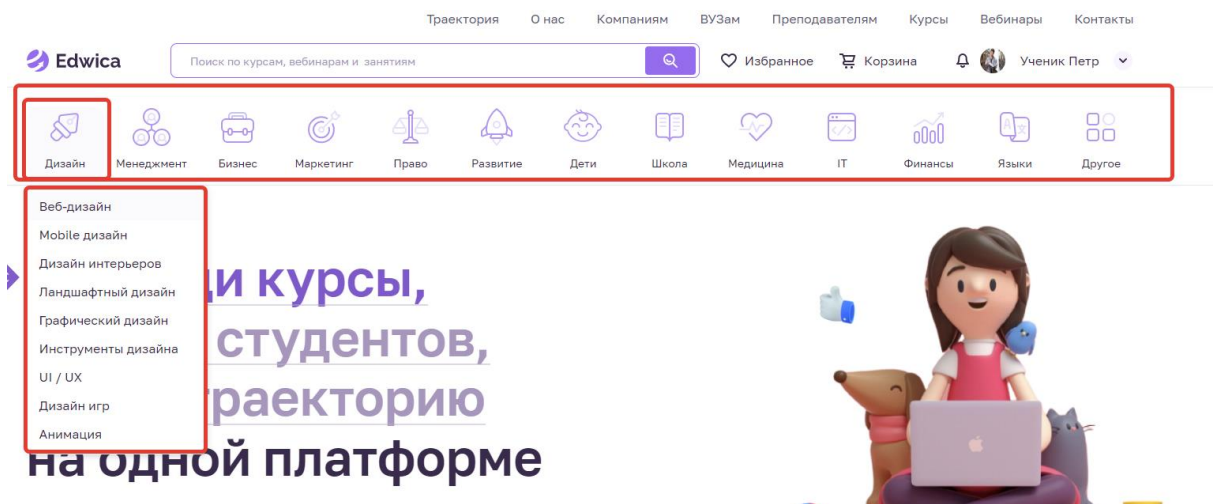 Траектория О нас Компаниям ВУЗам Преподавателям Курсы Вебинары Контакты
Edwica Поиск по курсам, вебинарам и занятиям Избранное Корзина Ученик Петр
Дизайн Менеджмент Бизнес Маркетинг Право Развитие Дети Школа Медицина IT Финансы Языки Другое
Веб-дизайн
Mobile дизайн
Дизайн интерьеров
Ландшафтный дизайн
Графический дизайн
Инструменты дизайна
UI / UX
Дизайн игр
Анимация
курсы,
студентов,
на одной платформе